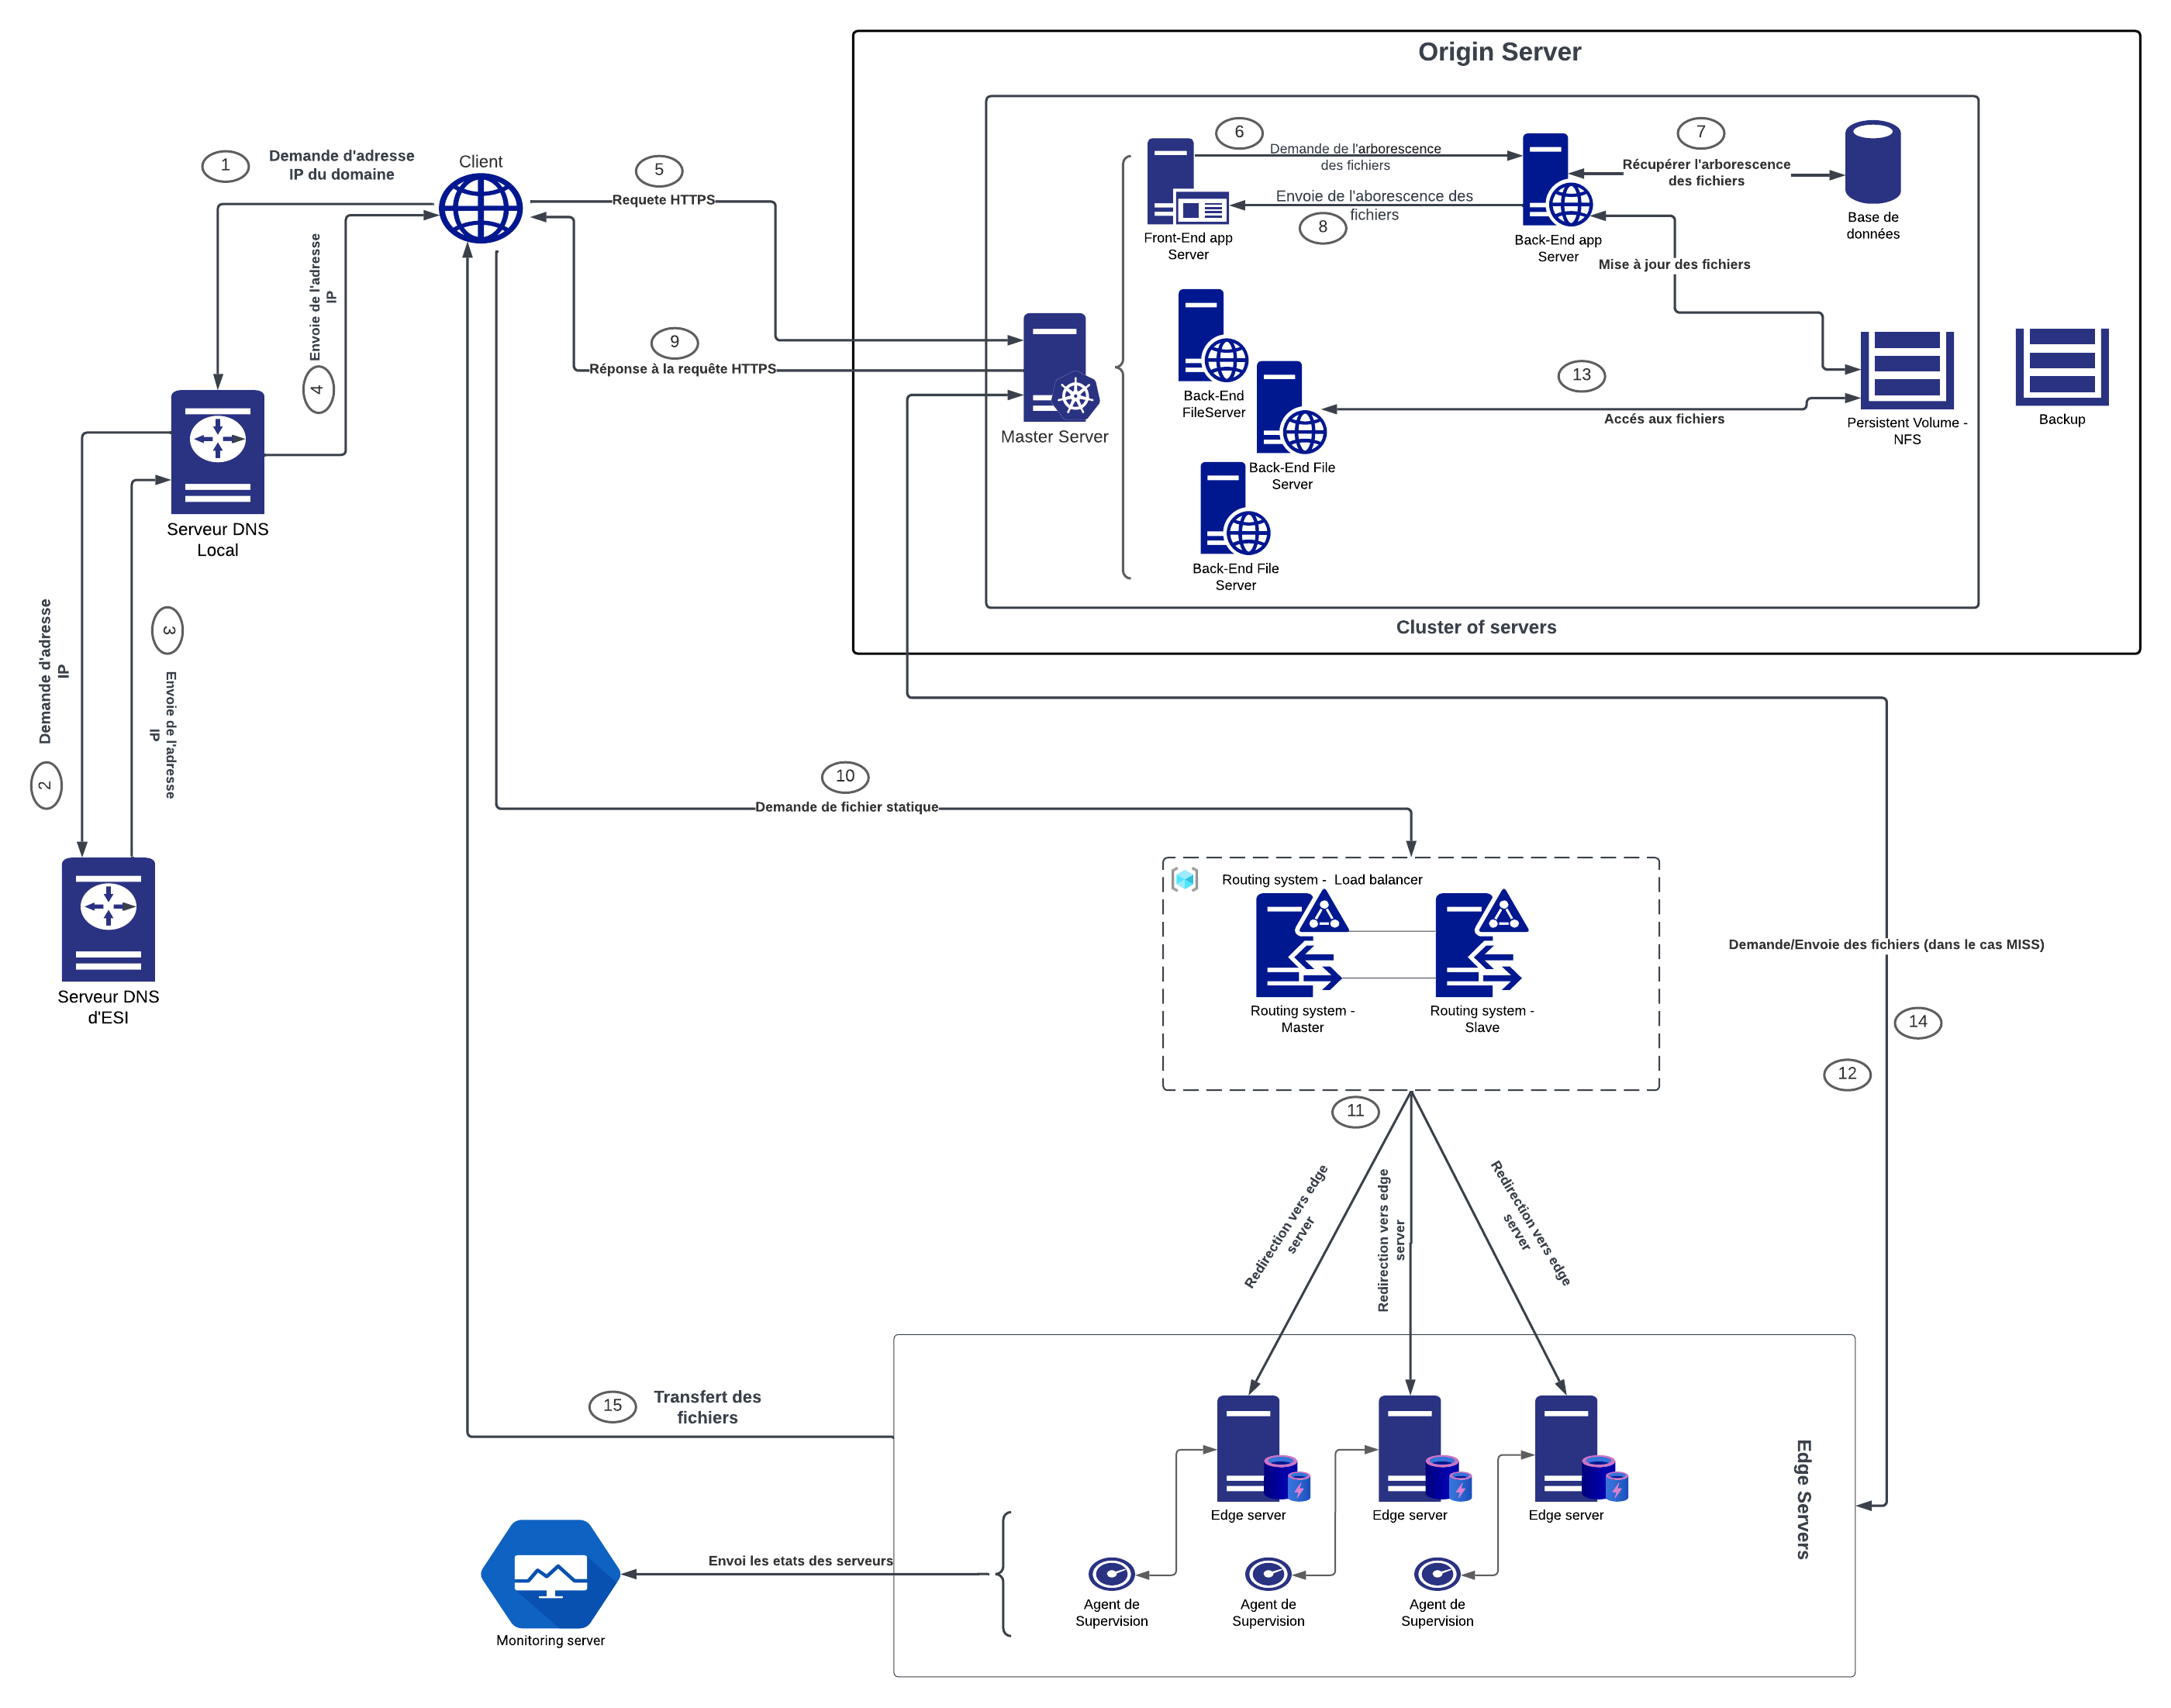 Origin Server
1
Demande d'adresse
IP du domaine
Client
5
Requete HTTPS
6
Demande de l'arborescence
des fichiers
7
Récupérer l'arborescence
des fichiers
Envoie de l'aborescence des
fichiers
8
Front-End app
Server
Back-End app
Server
Base de
données
Mise à jour des fichiers
Envoie de l'adresse
IP
4
9
Réponse à la requête HTTPS
Master Server
Back-End
FileServer
Back-End File
Server
Back-End File
Server
13
Accés aux fichiers
Persistent Volume -
NFS
Backup
Cluster of servers
Serveur DNS
Local
Demande d'adresse
IP
2
3
Envoie de l'adresse
IP
Serveur DNS
d'ESI
10
Demande de fichier statique
Routing system -  Load balancer
Routing system -
Master
Routing system -
Slave
Demande/Envoie des fichiers (dans le cas MISS)
14
12
11
Redirection vers edge
server
Redirection vers edge
server
Redirection vers edge
server
15
Transfert des
fichiers
Edge server
Edge server
Edge server
Edge Servers
Envoi les etats des serveurs
Agent de
Supervision
Agent de
Supervision
Agent de
Supervision
Monitoring server